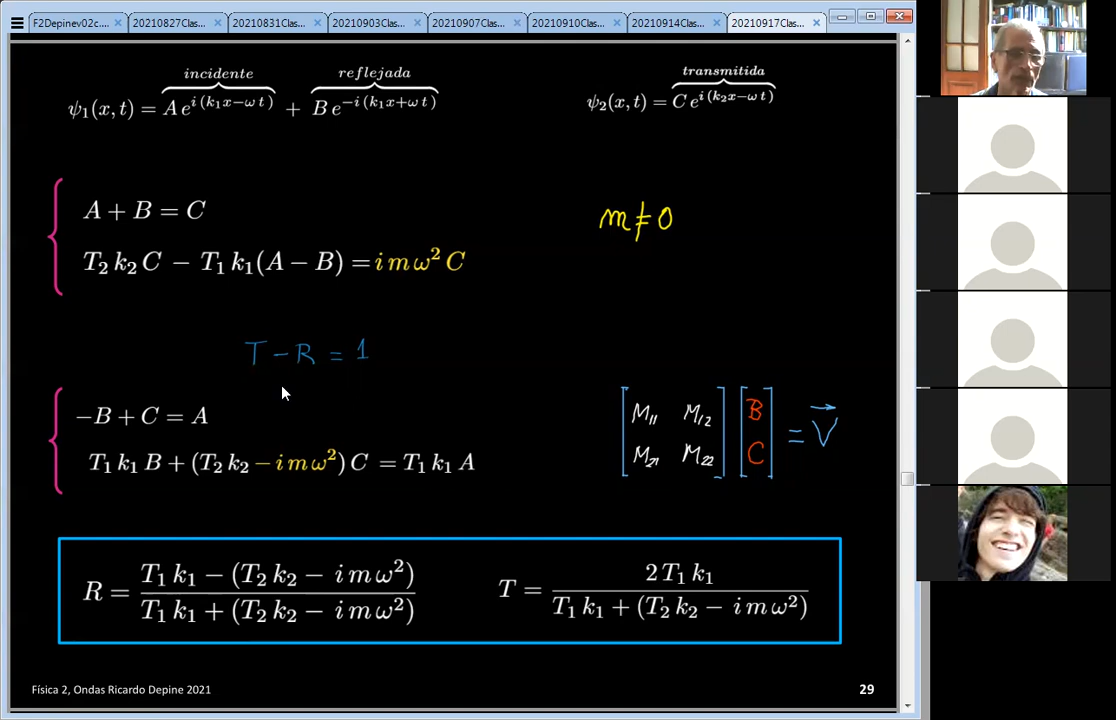 F2Depinev02c... 20210827Clas... 20210831Clas... 20210903Clas... 20210907Clas... 20210910Clas... 20210914Clas... 20210917Clas...
incidente reflejada transmitida
ψ₁(x,t) = A e^{i(k₁x−ωt)} + B e^{−i(k₁x+ωt)} ψ₂(x,t) = C e^{i(k₂x−ωt)}
A + B = C
m ≠ 0
T₂ k₂ C − T₁ k₁(A − B) = i m ω² C
T − R = 1
−B + C = A
T₁ k₁ B + (T₂ k₂ − i m ω²) C = T₁ k₁ A
[M₁₁ M₁₂] [B]
[M₂₁ M₂₂] [C] = V⃗
R = (T₁ k₁ − (T₂ k₂ − i m ω²)) / (T₁ k₁ + (T₂ k₂ − i m ω²)) T = 2 T₁ k₁ / (T₁ k₁ + (T₂ k₂ − i m ω²))
Física 2, Ondas Ricardo Depine 2021 29